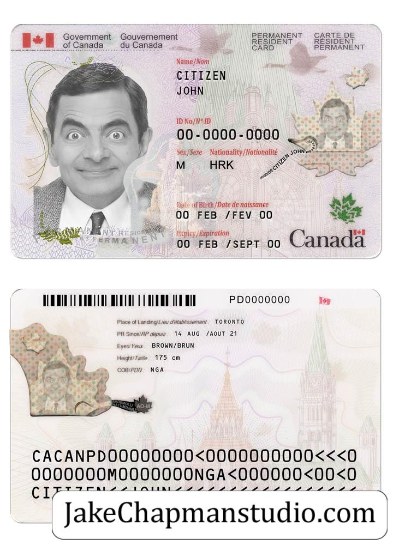 Government of Canada
Gouvernement du Canada
PERMANENT RESIDENT CARD
CARTE DE RÉSIDENT PERMANENT
Name/Nom
CITIZEN
JOHN
ID No/Nº ID
00-0000-0000
Sex/Sexe Nationality/Nationalité
M HRK
CITIZEN JOHN
Date of Birth/Date de naissance
00 FEB /FEV 00
Expiry/Expiration
00 FEB /SEPT 00
Canada
PERMANENT
PD0000000
Place of Landing/Lieu d'établissement TORONTO
PR Since/RP depuis 14 AUG /AOUT 21
Eyes/Yeux BROWN/BRUN
Height/Taille 175 cm
COB/PDN NGA
CACANPD00000000<0000000000<<<0
0000000M0000000NGA<000000<00<0
CITIZEN<<JOHN<<<<<<<<<<<<<<<<<
JakeChapmanstudio.com